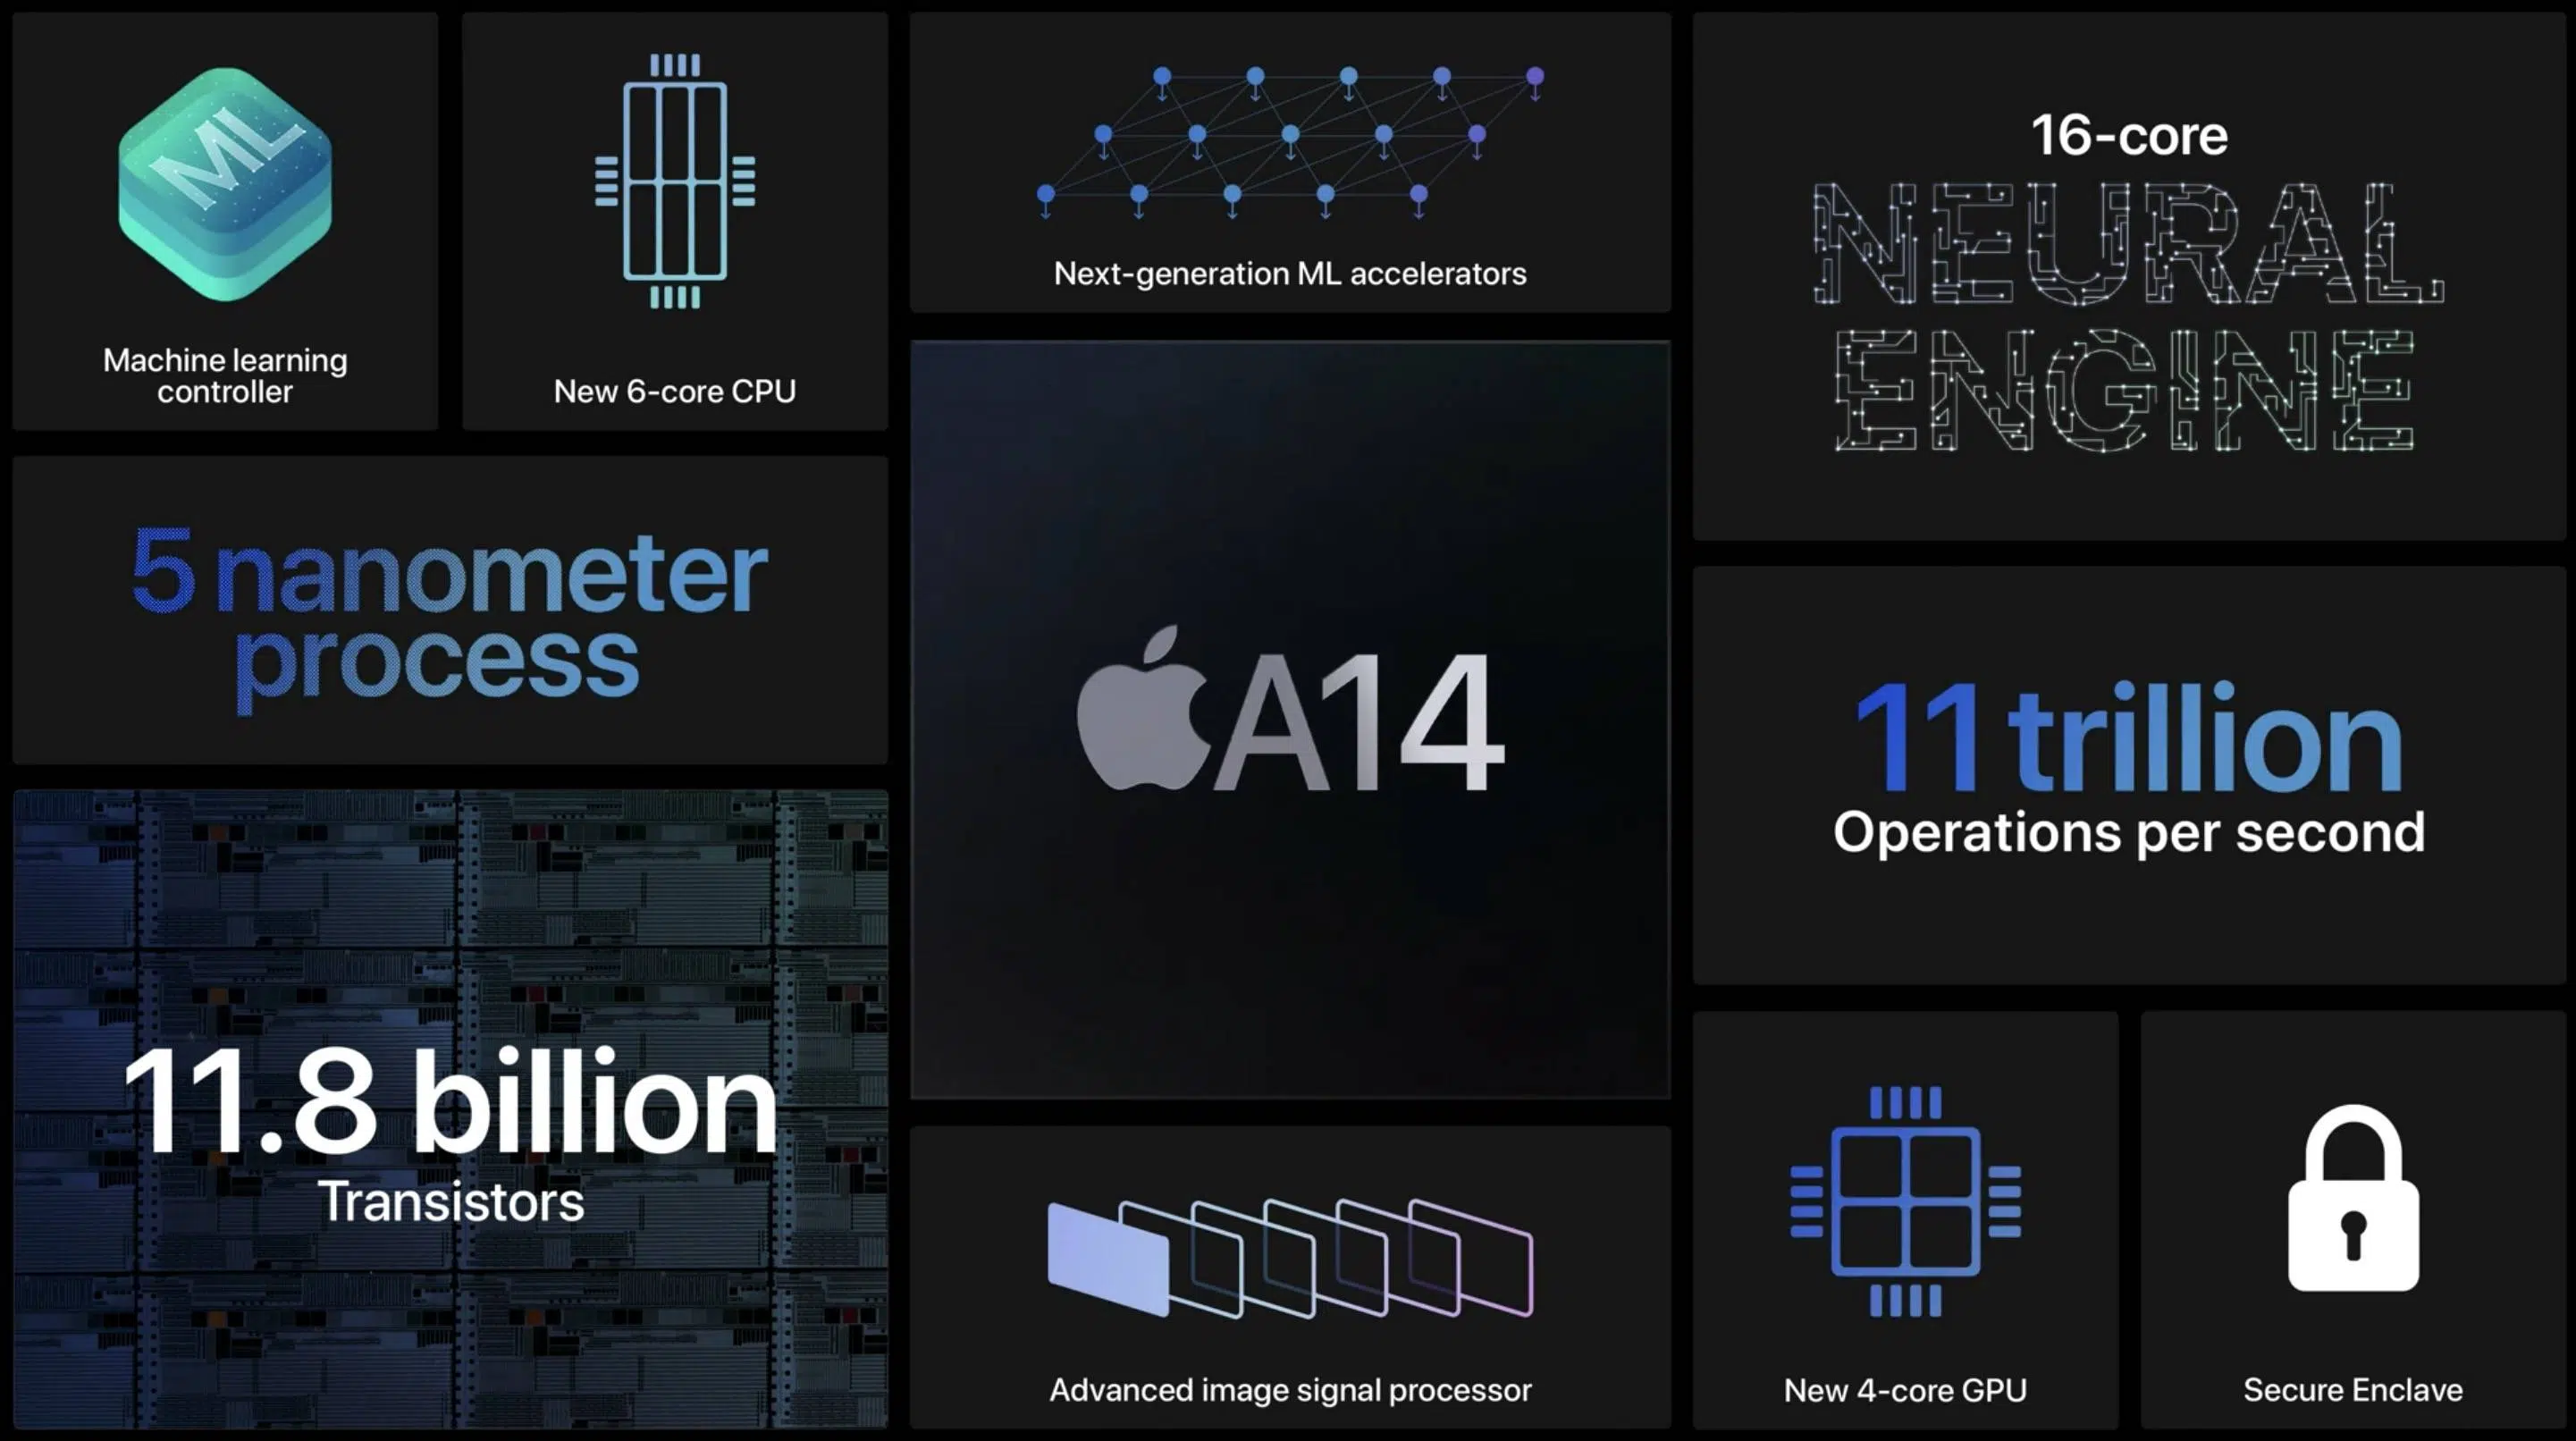 ML
Machine learning
controller
New 6-core CPU
Next-generation ML accelerators
16-core
NEURAL
ENGINE
5 nanometer
process
A14
11 trillion
Operations per second
11.8 billion
Transistors
Advanced image signal processor
New 4-core GPU
Secure Enclave